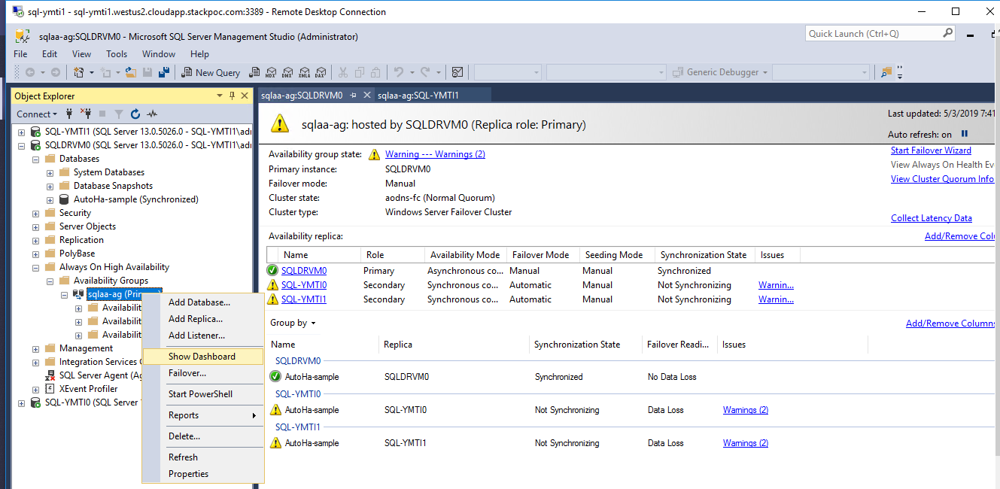 sql-ymti1 - sql-ymti1.westus2.cloudapp.stackpoc.com:3389 - Remote Desktop Connection
sqlaa-ag:SQLDRVM0 - Microsoft SQL Server Management Studio (Administrator)
Quick Launch (Ctrl+Q)
File Edit View Tools Window Help
New Query MDX DMX XMLA DAX Generic Debugger
Object Explorer
Connect
SQL-YMTI1 (SQL Server 13.0.5026.0 - SQL-YMTI1\adm
SQLDRVM0 (SQL Server 13.0.5026.0 - SQL-YMTI1\adm
Databases
System Databases
Database Snapshots
AutoHa-sample (Synchronized)
Security
Server Objects
Replication
PolyBase
Always On High Availability
Availability Groups
sqlaa-ag (Prim
Availabilit
Availabilit
Availabilit
Management
Integration Services C
SQL Server Agent (Ag
XEvent Profiler
SQL-YMTI0 (SQL Server
Add Database...
Add Replica...
Add Listener...
Show Dashboard
Failover...
Start PowerShell
Reports
Delete...
Refresh
Properties
sqlaa-ag:SQLDRVM0 sqlaa-ag:SQL-YMTI1
sqlaa-ag: hosted by SQLDRVM0 (Replica role: Primary)
Last updated: 5/3/2019 7:41
Auto refresh: on
Availability group state: Warning --- Warnings (2)
Primary instance: SQLDRVM0
Failover mode: Manual
Cluster state: aodns-fc (Normal Quorum)
Cluster type: Windows Server Failover Cluster
Start Failover Wizard
View Always On Health Ev
View Cluster Quorum Info
Collect Latency Data
Availability replica: Add/Remove Colu
Name Role Availability Mode Failover Mode Seeding Mode Synchronization State Issues
SQLDRVM0 Primary Asynchronous co... Manual Manual Synchronized
SQL-YMTI0 Secondary Synchronous co... Automatic Manual Not Synchronizing Warnin...
SQL-YMTI1 Secondary Synchronous co... Automatic Manual Not Synchronizing Warnin...
Group by Add/Remove Columns
Name Replica Synchronization State Failover Readi... Issues
SQLDRVM0
AutoHa-sample SQLDRVM0 Synchronized No Data Loss
SQL-YMTI0
AutoHa-sample SQL-YMTI0 Not Synchronizing Data Loss Warnings (2)
SQL-YMTI1
AutoHa-sample SQL-YMTI1 Not Synchronizing Data Loss Warnings (2)